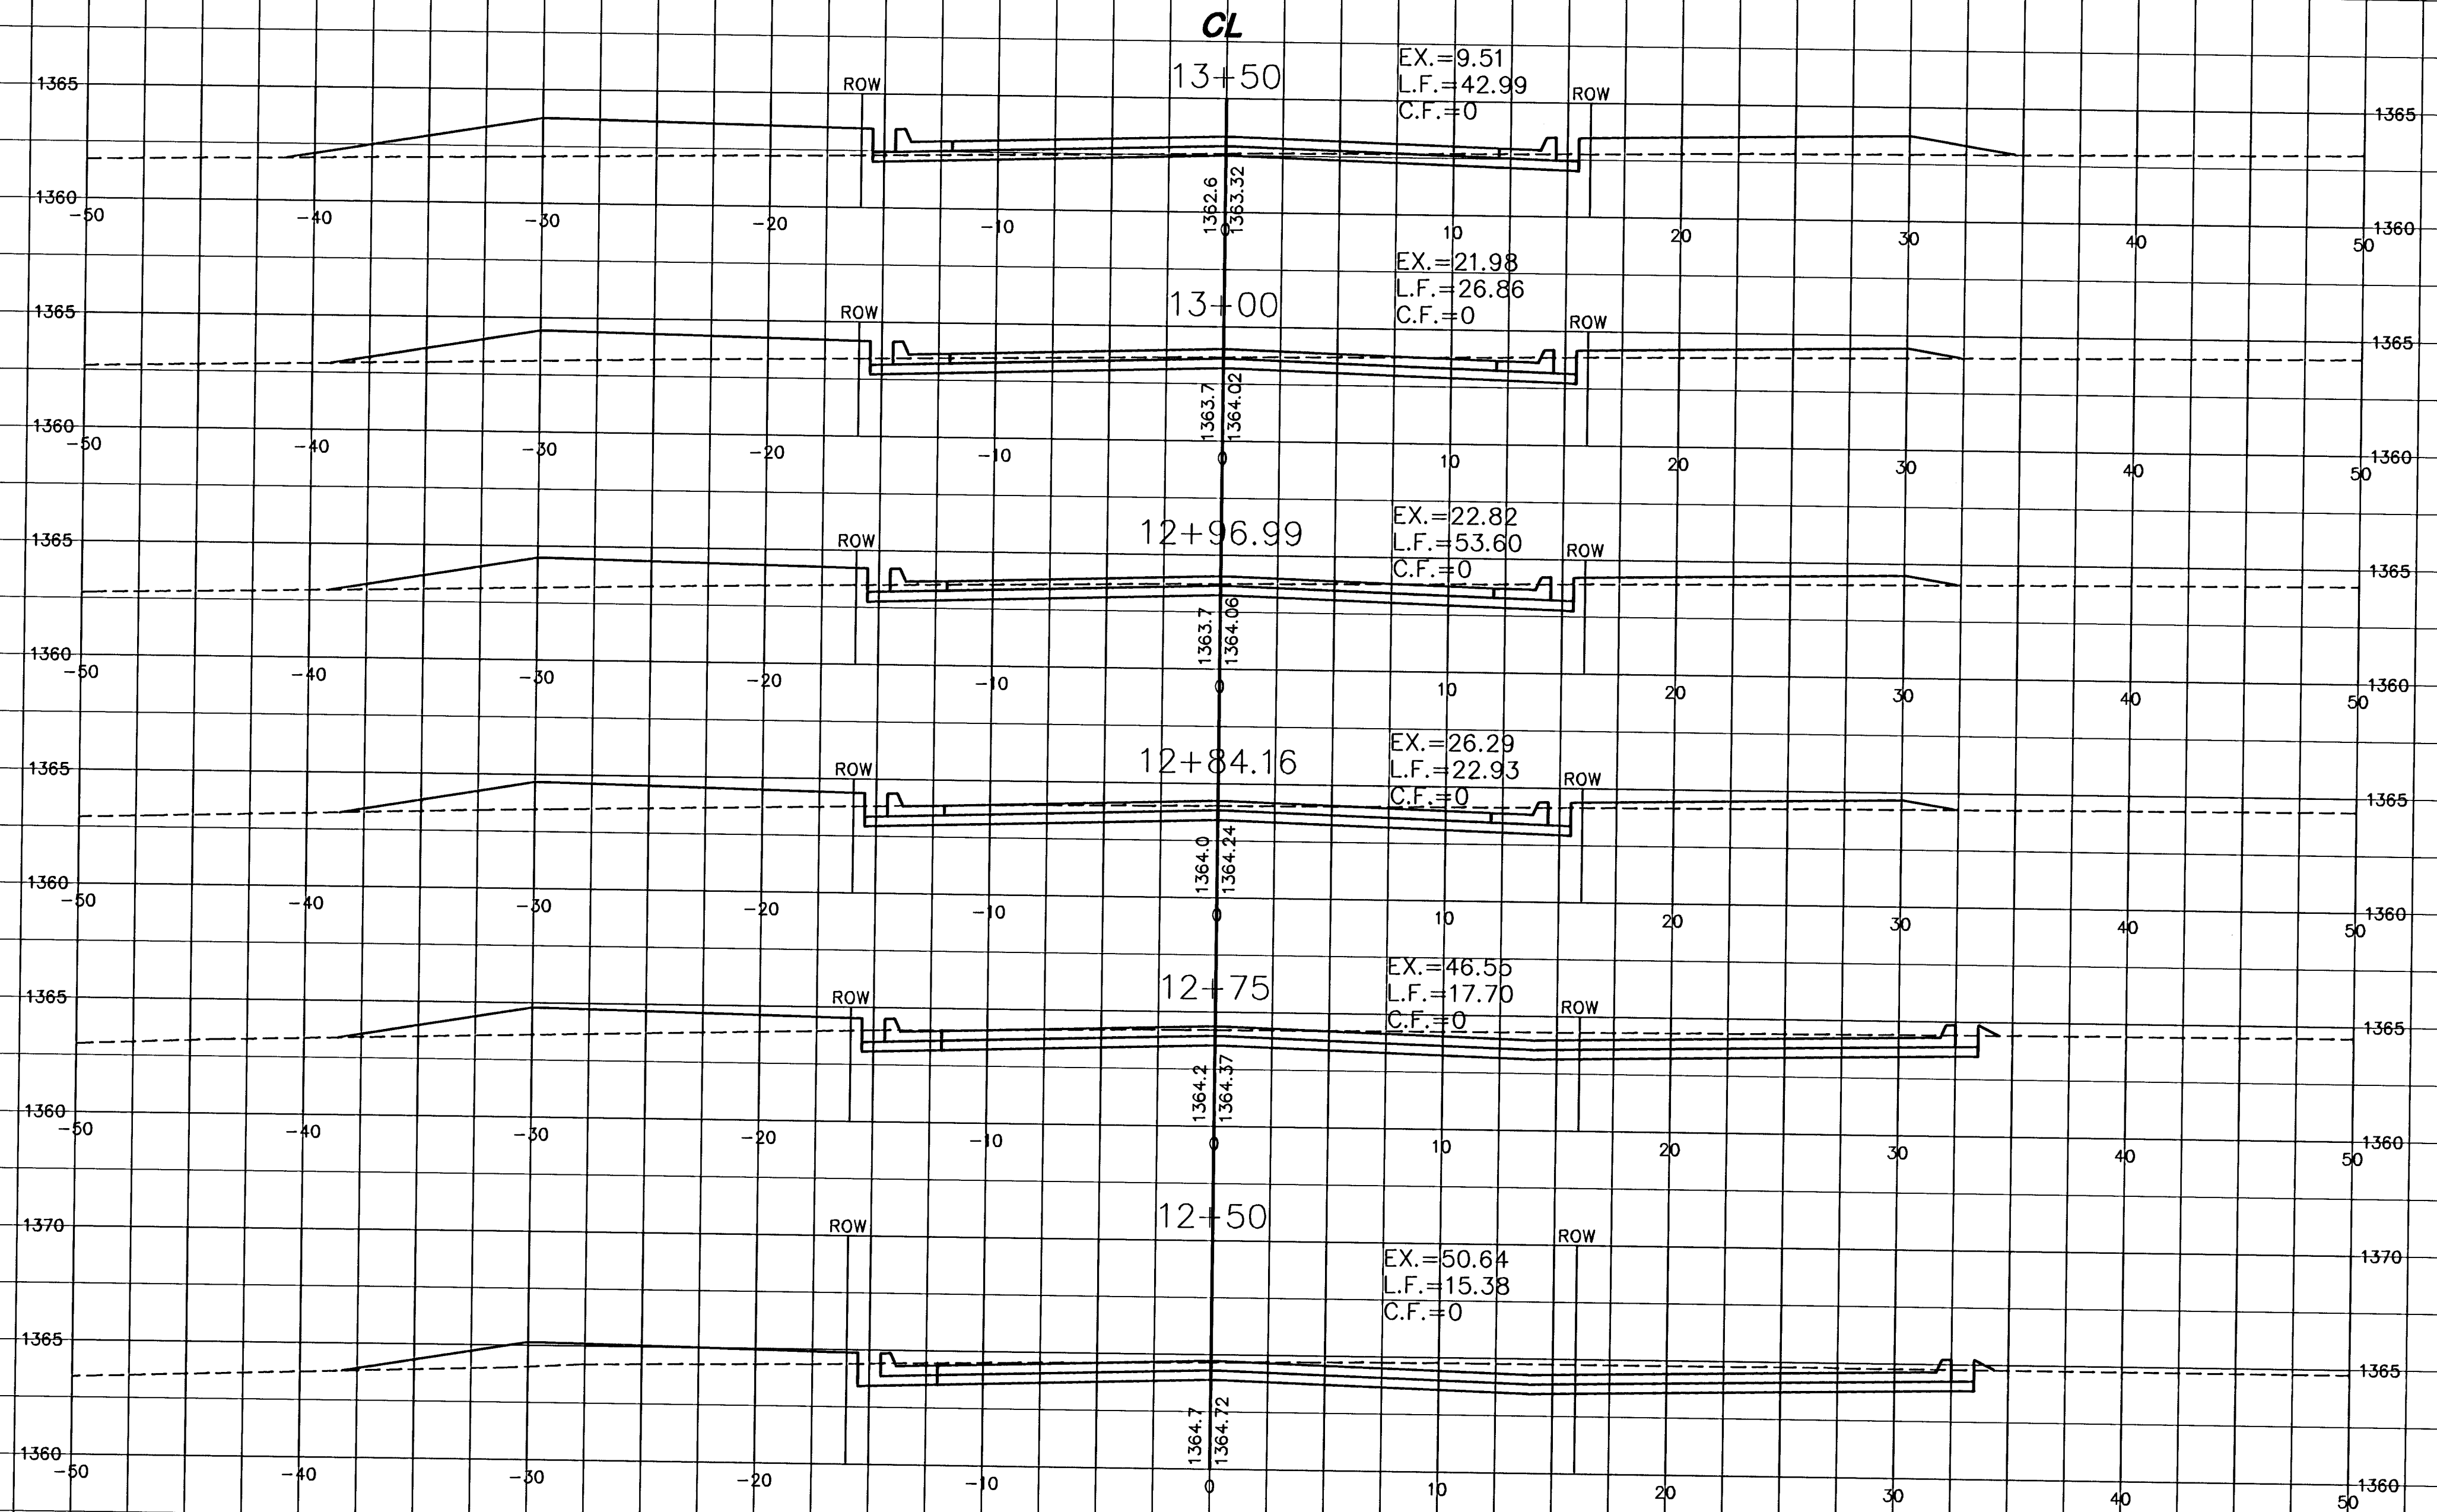 CL
13+50
EX.=9.51
L.F.=42.99
C.F.=0
ROW
ROW
1365
1365
1362.6
1363.32
1360
1360
-50 -40 -30 -20 -10 0 10 20 30 40 50
13+00
EX.=21.98
L.F.=26.86
C.F.=0
ROW
ROW
1365
1365
1363.7
1364.02
1360
1360
-50 -40 -30 -20 -10 0 10 20 30 40 50
12+96.99
EX.=22.82
L.F.=53.60
C.F.=0
ROW
ROW
1365
1365
1363.7
1364.06
1360
1360
-50 -40 -30 -20 -10 0 10 20 30 40 50
12+84.16
EX.=26.29
L.F.=22.93
C.F.=0
ROW
ROW
1365
1365
1364.0
1364.24
1360
1360
-50 -40 -30 -20 -10 0 10 20 30 40 50
12+75
EX.=46.55
L.F.=17.70
C.F.=0
ROW
ROW
1365
1365
1364.2
1364.37
1360
1360
-50 -40 -30 -20 -10 0 10 20 30 40 50
12+50
EX.=50.64
L.F.=15.38
C.F.=0
ROW
ROW
1370
1370
1365
1365
1364.7
1364.72
1360
1360
-50 -40 -30 -20 -10 0 10 20 30 40 50